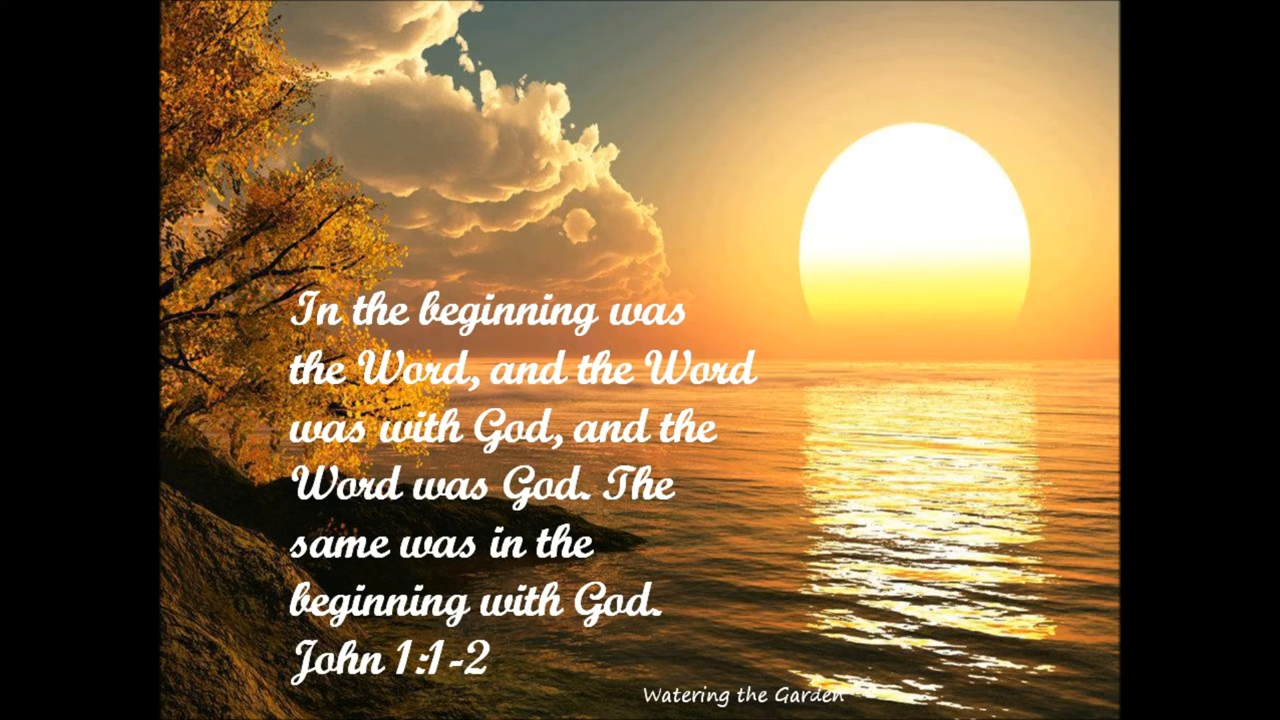 In the beginning was
the Word, and the Word
was with God, and the
Word was God. The
same was in the
beginning with God.
John 1:1-2
Watering the Garden